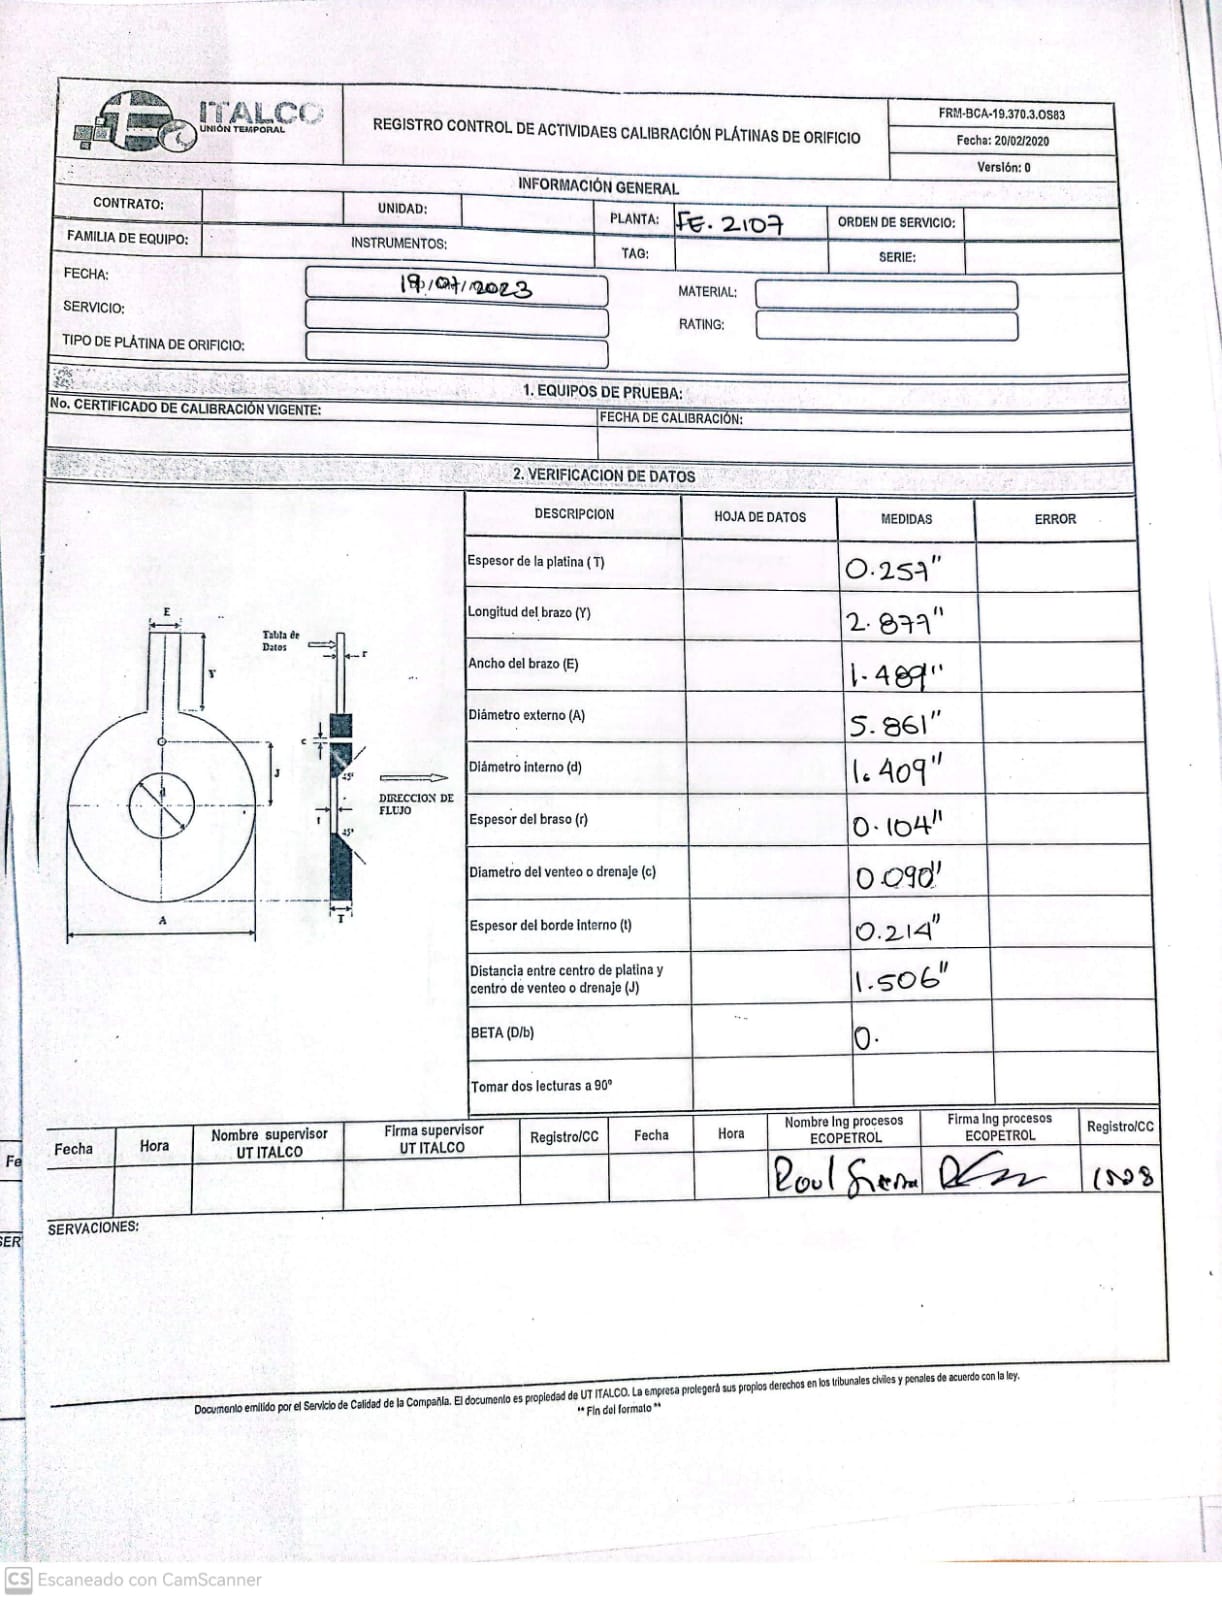 ITALCO
UNIÓN TEMPORAL
REGISTRO CONTROL DE ACTIVIDAES CALIBRACIÓN PLÁTINAS DE ORIFICIO
FRM-BCA-19.370.3.OS83
Fecha: 20/02/2020
Versión: 0
INFORMACIÓN GENERAL
CONTRATO:
UNIDAD:
PLANTA: FE. 2107
ORDEN DE SERVICIO:
FAMILIA DE EQUIPO:
INSTRUMENTOS:
TAG:
SERIE:
FECHA: 19/07/2023
MATERIAL:
SERVICIO:
RATING:
TIPO DE PLÁTINA DE ORIFICIO:
1. EQUIPOS DE PRUEBA:
No. CERTIFICADO DE CALIBRACIÓN VIGENTE:
FECHA DE CALIBRACIÓN:
2. VERIFICACION DE DATOS
DESCRIPCION HOJA DE DATOS MEDIDAS ERROR
Espesor de la platina ( T) 0.257"
Longitud del brazo (Y) 2.877"
Ancho del brazo (E) 1.489"
Diámetro externo (A) 5.861"
Diámetro interno (d) 1.409"
Espesor del braso (r) 0.104"
Diametro del venteo o drenaje (c) 0.090"
Espesor del borde interno (t) 0.214"
Distancia entre centro de platina y
centro de venteo o drenaje (J) 1.506"
BETA (D/b) 0.
Tomar dos lecturas a 90º
E
Tabla de
Datos
r
Y
c
J
45º
d
DIRECCION DE
FLUJO
t
45º
A
T
Fecha
Hora
Nombre supervisor
UT ITALCO
Firma supervisor
UT ITALCO
Registro/CC
Fecha
Hora
Nombre Ing procesos
ECOPETROL
Firma Ing procesos
ECOPETROL
Registro/CC
Raul Sierra
SERVACIONES:
Documento emitido por el Servicio de Calidad de la Compañía. El documento es propiedad de UT ITALCO. La empresa protegerá sus propios derechos en los tribunales civiles y penales de acuerdo con la ley.
** Fin del formato **
Fe
SER
CS Escaneado con CamScanner